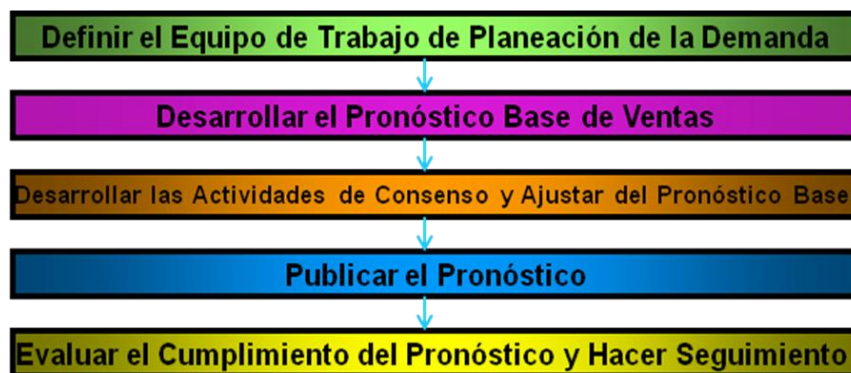 Definir el Equipo de Trabajo de Planeación de la Demanda
Desarrollar el Pronóstico Base de Ventas
Desarrollar las Actividades de Consenso y Ajustar del Pronóstico Base
Publicar el Pronóstico
Evaluar el Cumplimiento del Pronóstico y Hacer Seguimiento